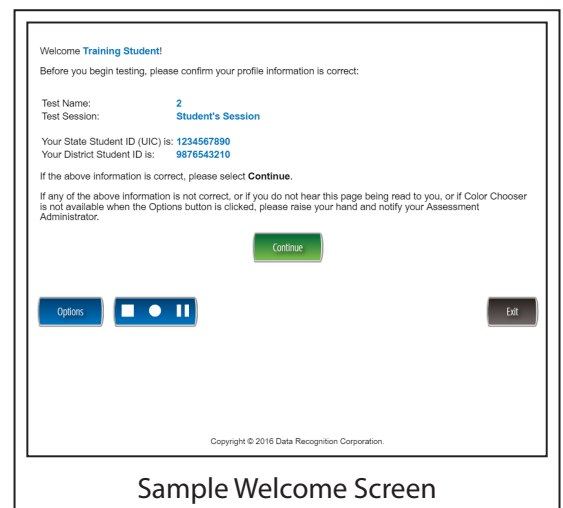 Welcome Training Student!
Before you begin testing, please confirm your profile information is correct:
Test Name: 2
Test Session: Student's Session
Your State Student ID (UIC) is: 1234567890
Your District Student ID is: 9876543210
If the above information is correct, please select Continue.
If any of the above information is not correct, or if you do not hear this page being read to you, or if Color Chooser
is not available when the Options button is clicked, please raise your hand and notify your Assessment
Administrator.
Continue
Options
Exit
Copyright © 2016 Data Recognition Corporation.
Sample Welcome Screen